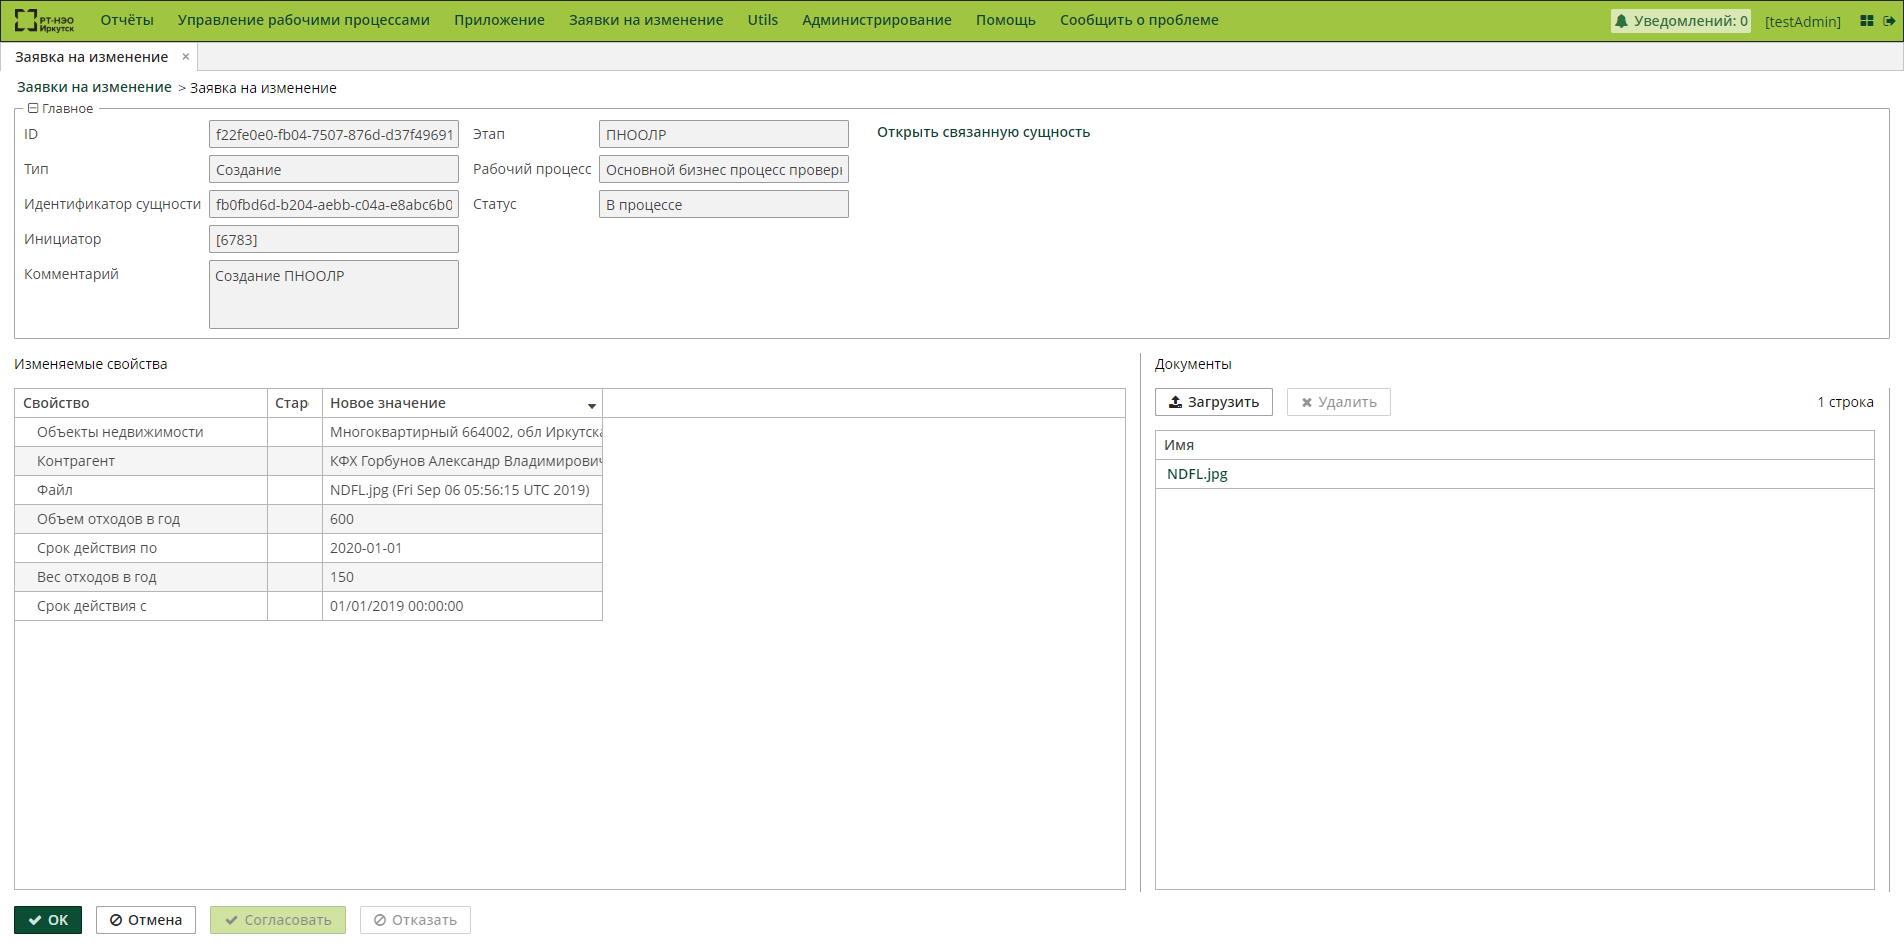 РТ-НЭО Иркутск Отчёты Управление рабочими процессами Приложение Заявки на изменение Utils Администрирование Помощь Сообщить о проблеме Уведомлений: 0 [testAdmin]
Заявка на изменение ×
Заявки на изменение > Заявка на изменение
Главное
ID f22fe0e0-fb04-7507-876d-d37f49691 Этап ПНООЛР Открыть связанную сущность
Тип Создание Рабочий процесс Основной бизнес процесс провер
Идентификатор сущности fb0fbd6d-b204-aebb-c04a-e8abc6b0 Статус В процессе
Инициатор [6783]
Комментарий Создание ПНООЛР
Изменяемые свойства Документы
Загрузить Удалить 1 строка
Свойство Стар Новое значение
Имя
Объекты недвижимости Многоквартирный 664002, обл Иркутска
Контрагент КФХ Горбунов Александр Владимирович
NDFL.jpg
Файл NDFL.jpg (Fri Sep 06 05:56:15 UTC 2019)
Объем отходов в год 600
Срок действия по 2020-01-01
Вес отходов в год 150
Срок действия с 01/01/2019 00:00:00
OK Отмена Согласовать Отказать